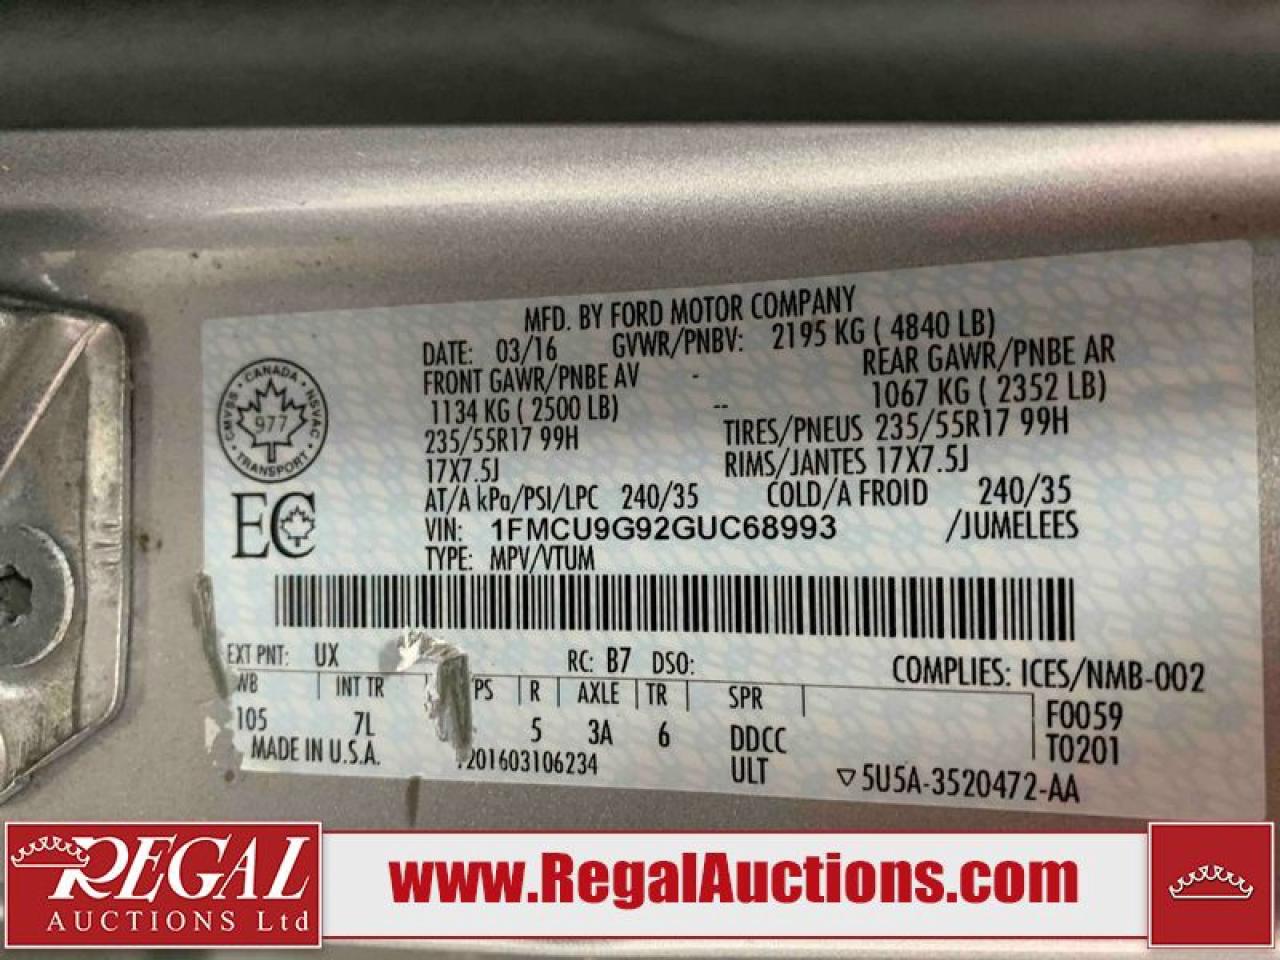 MFD. BY FORD MOTOR COMPANY
DATE: 03/16 GVWR/PNBV: 2195 KG ( 4840 LB)
FRONT GAWR/PNBE AV - REAR GAWR/PNBE AR
1134 KG ( 2500 LB) -- 1067 KG ( 2352 LB)
235/55R17 99H TIRES/PNEUS 235/55R17 99H
17X7.5J RIMS/JANTES 17X7.5J
AT/A kPa/PSI/LPC 240/35 COLD/A FROID 240/35
VIN: 1FMCU9G92GUC68993 /JUMELEES
TYPE: MPV/VTUM
CANADA
CMVSS NSVAC
977
TRANSPORT
EC
EXT PNT: UX RC: B7 DSO: COMPLIES: ICES/NMB-002
WB INT TR PS R AXLE TR SPR F0059
105 7L 5 3A 6 DDCC T0201
MADE IN U.S.A. 201603106234 ULT ▽5U5A-3520472-AA
REGAL
AUCTIONS Ltd
www.RegalAuctions.com